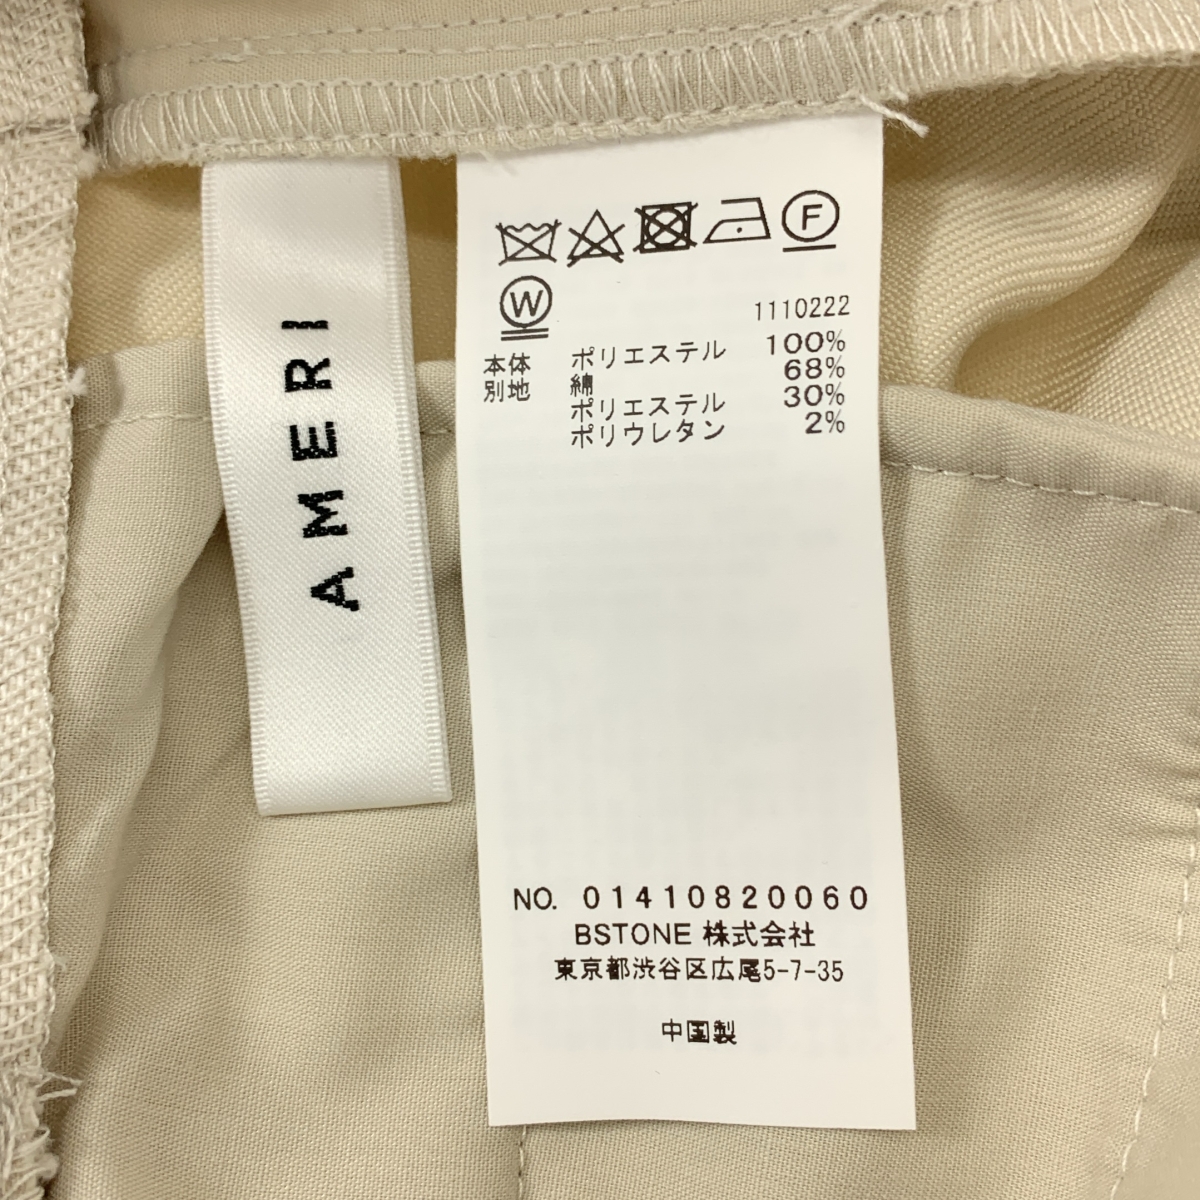 AMERI
F
W
1110222
本体 ポリエステル 100%
別地 綿 68%
ポリエステル 30%
ポリウレタン 2%
NO. 01410820060
BSTONE 株式会社
東京都渋谷区広尾5-7-35
中国製